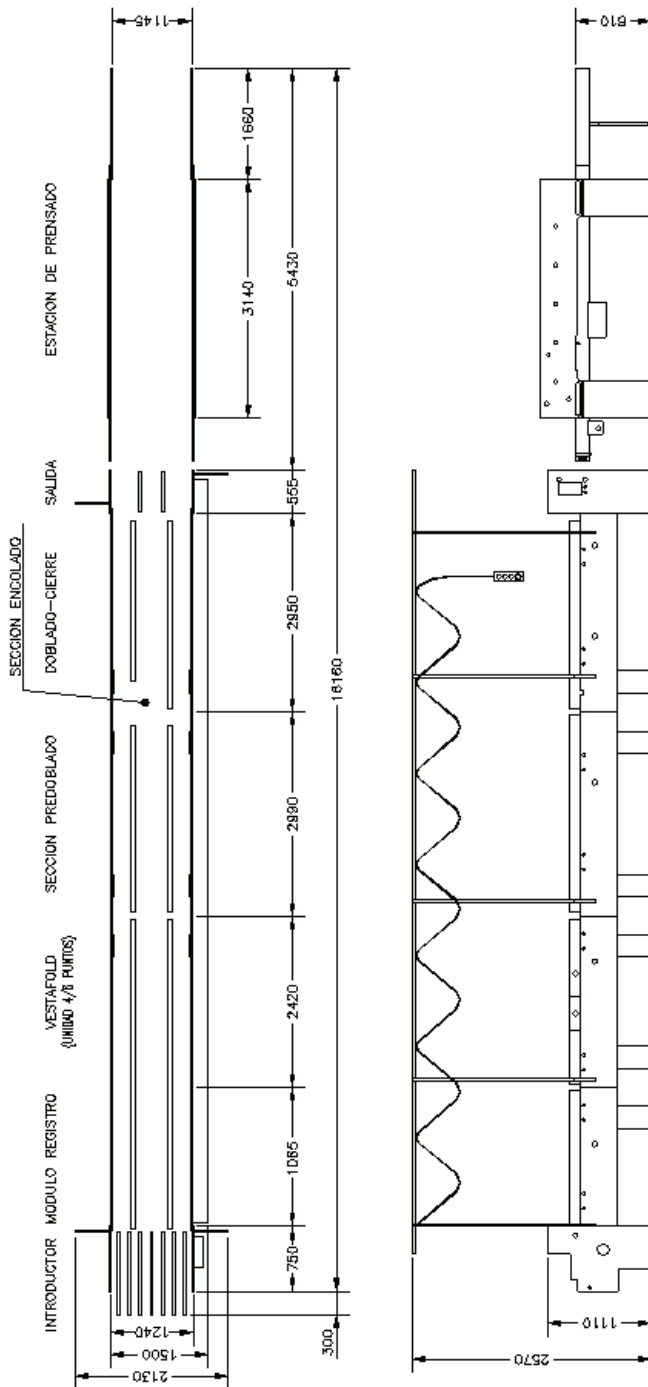 SECCION ENCOLADO
INTRODUCTOR
MODULO REGISTRO
VESTAFOLD
(UNIDAD 4/6 PUNTOS)
SECCION PREDOBLADO
DOBLADO-CIERRE
SALIDA
ESTACION DE PRENSADO
2130
1500
1240
1145
3140
1660
750
1065
2420
2990
2950
555
5430
300
16160
2570
1110
610